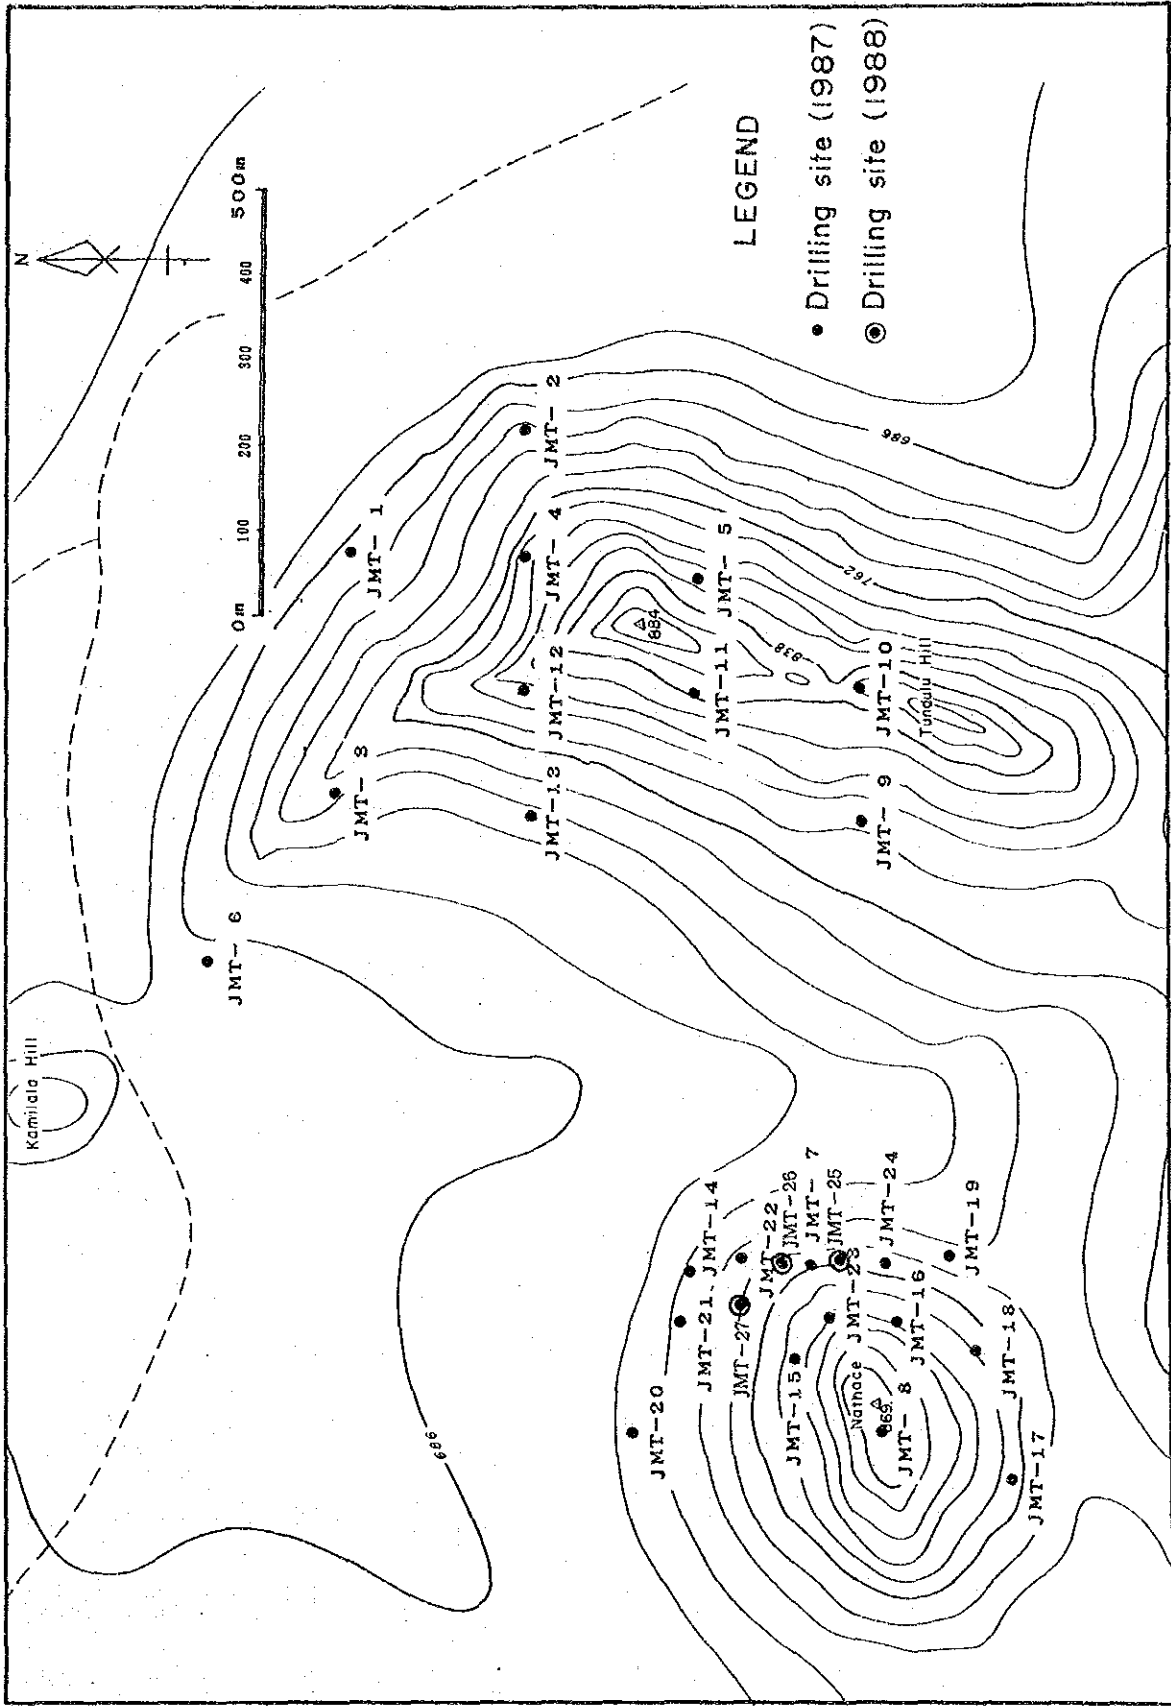 N
Kamilala Hill
0m 100 200 300 400 500m
JMT- 6
JMT- 3
JMT- 1
JMT-13
JMT-12
JMT- 4
JMT- 2
884
JMT-11
JMT- 5
838
762
686
JMT- 9
JMT-10
Tundulu Hill
686
JMT-20
JMT-21
JMT-14
JMT-27
JMT-22
JMT-26
JMT-15
JMT- 7
JMT-23
JMT-25
Nathace
869
JMT- 8
JMT-16
JMT-24
JMT-18
JMT-19
JMT-17
LEGEND
Drilling site (1987)
Drilling site (1988)